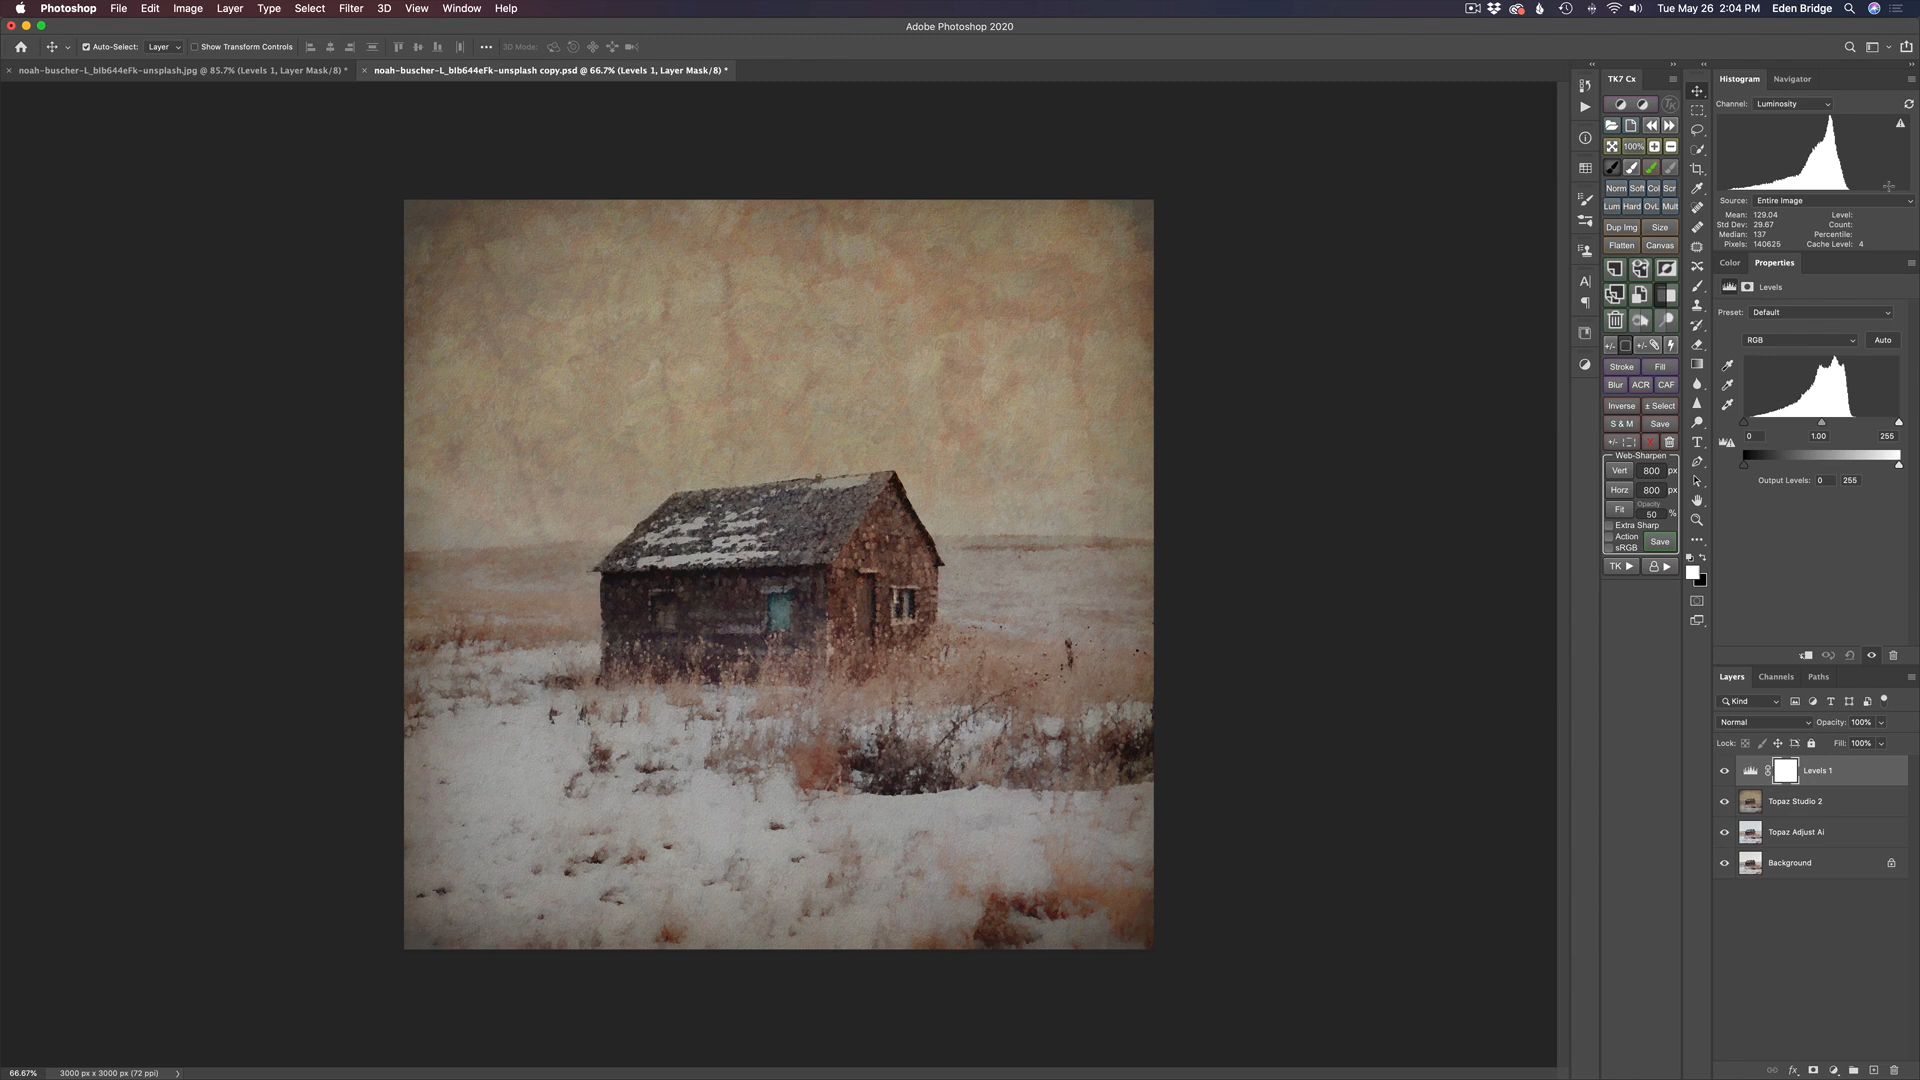 Photoshop File Edit Image Layer Type Select Filter 3D View Window Help Tue May 26 2:04 PM Eden Bridge
Adobe Photoshop 2020
Auto-Select: Layer Show Transform Controls 3D Mode:
noah-buscher-L_bIb644eFk-unsplash.jpg @ 85.7% (Levels 1, Layer Mask/8) *
noah-buscher-L_bIb644eFk-unsplash copy.psd @ 66.7% (Levels 1, Layer Mask/8) *
TK7 Cx
TK
100%
Norm Soft Col Scr
Lum Hard OvL Mult
Dup Img Size
Flatten Canvas
+/- +/-
Stroke Fill
Blur ACR CAF
Inverse ± Select
S & M Save
+/- X
Web-Sharpen
Vert 800 px
Horz 800 px
Opacity
Fit 50 %
Extra Sharp
Action
sRGB
Save
TK
Histogram Navigator
Channel: Luminosity
Source: Entire Image
Mean: 129.04 Level:
Std Dev: 29.67 Count:
Median: 137 Percentile:
Pixels: 140625 Cache Level: 4
Color Properties
Levels
Preset: Default
RGB Auto
0 1.00 255
Output Levels: 0 255
Layers Channels Paths
Kind
Normal Opacity: 100%
Lock: Fill: 100%
Levels 1
Topaz Studio 2
Topaz Adjust Ai
Background
66.67% 3000 px x 3000 px (72 ppi)